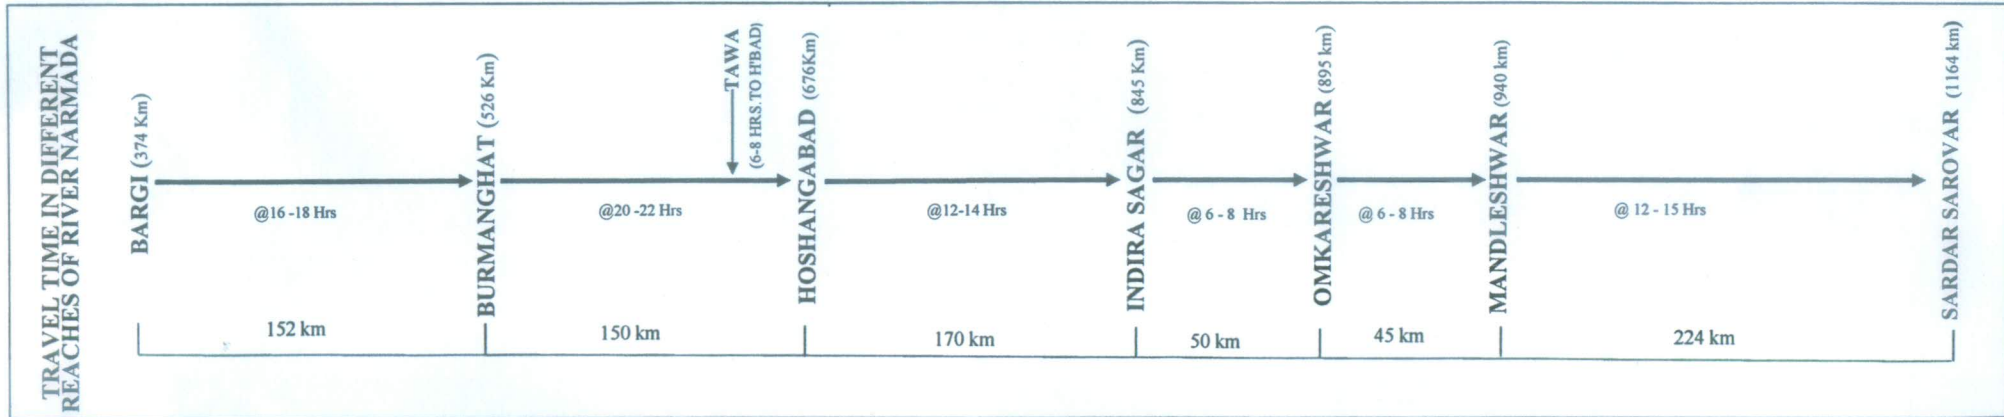 TRAVEL TIME IN DIFFERENT
REACHES OF RIVER NARMADA
BARGI (374 Km)
@16 -18 Hrs
BURMANGHAT (526 Km)
@20 -22 Hrs
TAWA
(6-8 HRS.TO H'BAD)
HOSHANGABAD (676Km)
@12-14 Hrs
INDIRA SAGAR (845 Km)
@ 6 - 8 Hrs
OMKARESHWAR (895 km)
@ 6 - 8 Hrs
MANDLESHWAR (940 km)
@ 12 - 15 Hrs
SARDAR SAROVAR (1164 km)
152 km
150 km
170 km
50 km
45 km
224 km